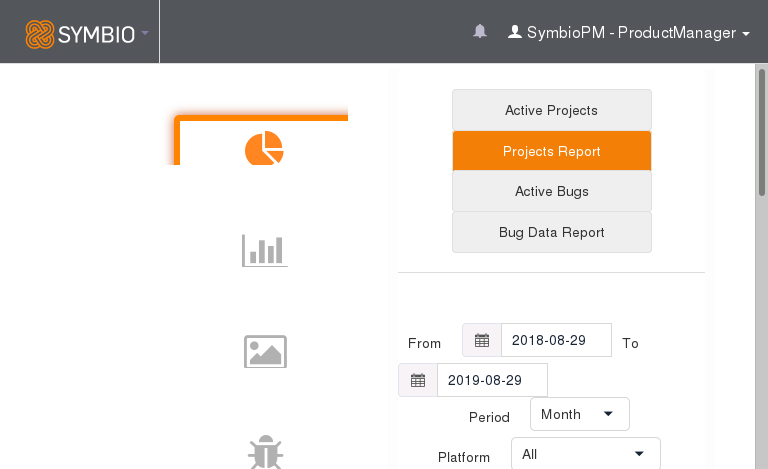 SYMBIO
SymbioPM - ProductManager
Active Projects
Projects Report
Active Bugs
Bug Data Report
From 2018-08-29 To
2019-08-29
Period Month
Platform All